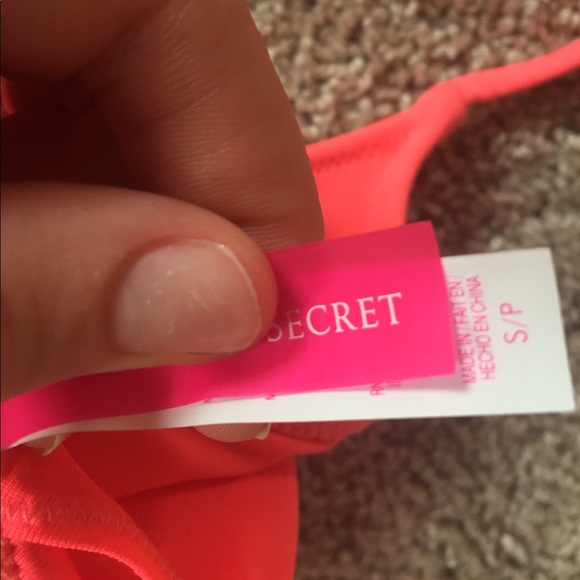 SECRET
MADE IN / FAIT EN /
HECHO EN CHINA
S/P